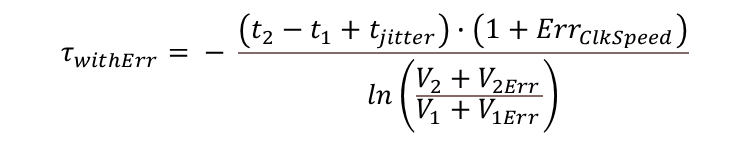 τ_withErr = − ((t_2 − t_1 + t_jitter) · (1 + Err_ClkSpeed)) / (ln((V_2 + V_2Err) / (V_1 + V_1Err)))